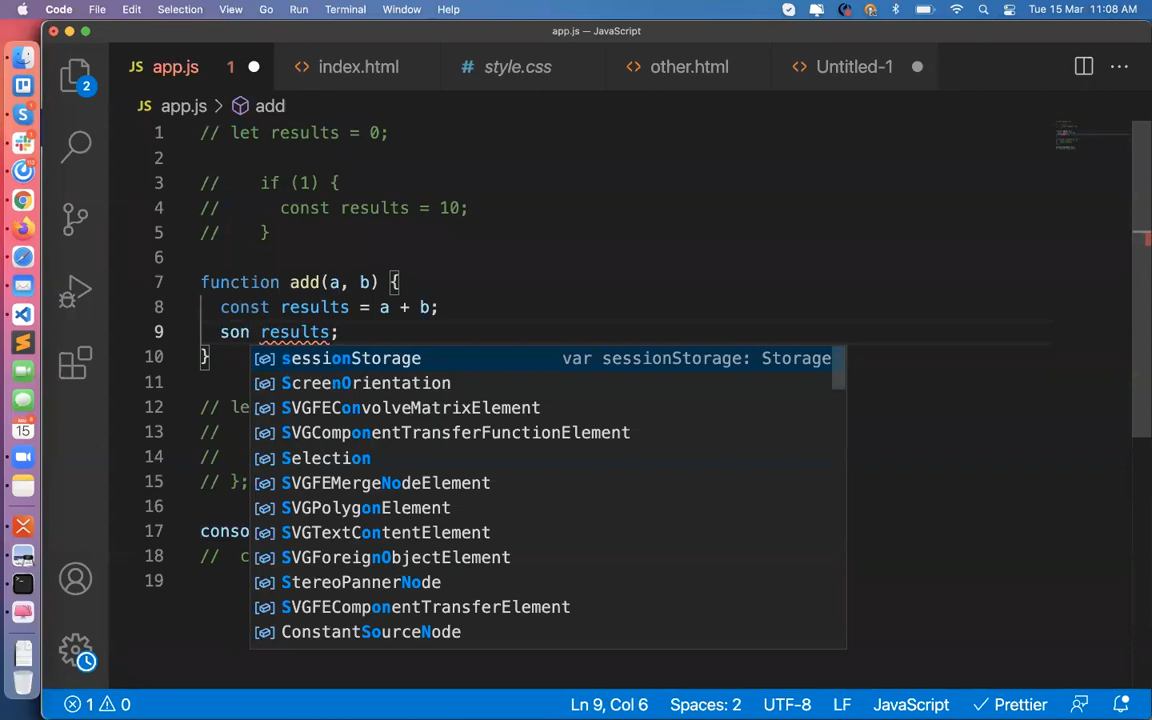 Code File Edit Selection View Go Run Terminal Window Help Tue 15 Mar 11:08 AM
app.js — JavaScript
JS app.js 1 index.html # style.css other.html Untitled-1
2
JS app.js > add
1 // let results = 0;
2
3 // if (1) {
4 // const results = 10;
5 // }
6
7 function add(a, b) {
8 const results = a + b;
9 son results;
10 }
sessionStorage var sessionStorage: Storage
11
ScreenOrientation
12 // le
SVGFEConvolveMatrixElement
13 //
SVGComponentTransferFunctionElement
14 //
Selection
15 // };
SVGFEMergeNodeElement
16
SVGPolygonElement
17 conso
SVGTextContentElement
18 // c
SVGForeignObjectElement
19
StereoPannerNode
SVGFEComponentTransferElement
ConstantSourceNode
15
1 0 Ln 9, Col 6 Spaces: 2 UTF-8 LF JavaScript Prettier